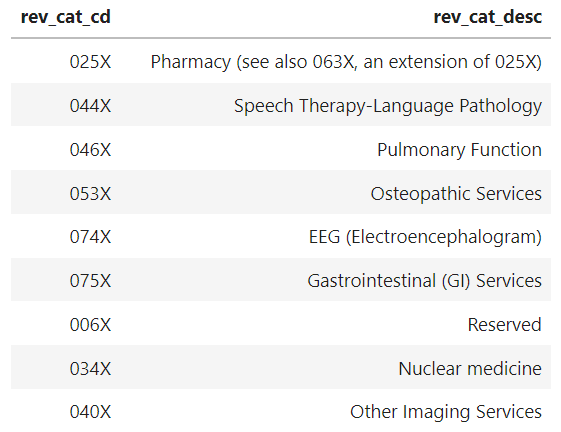 rev_cat_cd rev_cat_desc
025X Pharmacy (see also 063X, an extension of 025X)
044X Speech Therapy-Language Pathology
046X Pulmonary Function
053X Osteopathic Services
074X EEG (Electroencephalogram)
075X Gastrointestinal (GI) Services
006X Reserved
034X Nuclear medicine
040X Other Imaging Services